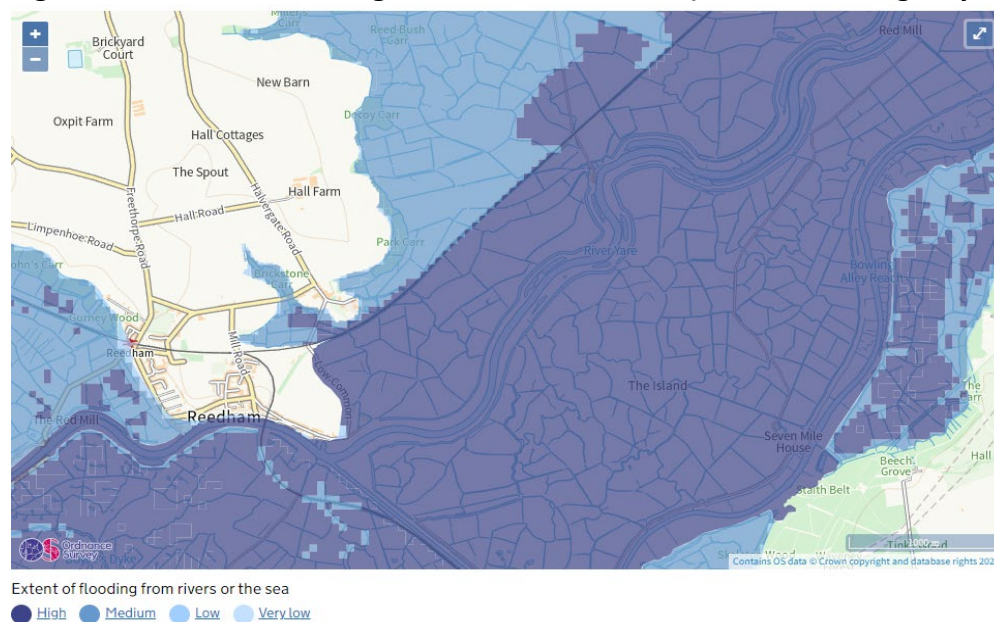 +
−
Miller's
Carr
Reed Bush
Carr
Red Mill
Brickyard
Court
New Barn
Decoy Carr
Oxpit Farm
Hall Cottages
The Spout
Hall Farm
Freethorpe Road
Hall Road
Halvergate Road
Limpenhoe Road
Park Carr
River Yare
Bowling
Alley Reach
Brickstone
Carr
Gurney Wood
Reedham
Mill Road
Low Common
The Island
The Red Mill
Reedham
Seven Mile
House
Beech
Grove
Hall
Staith Belt
Ordnance
Survey
1000 m
Contains OS data © Crown copyright and database rights 202
Extent of flooding from rivers or the sea
High Medium Low Very low